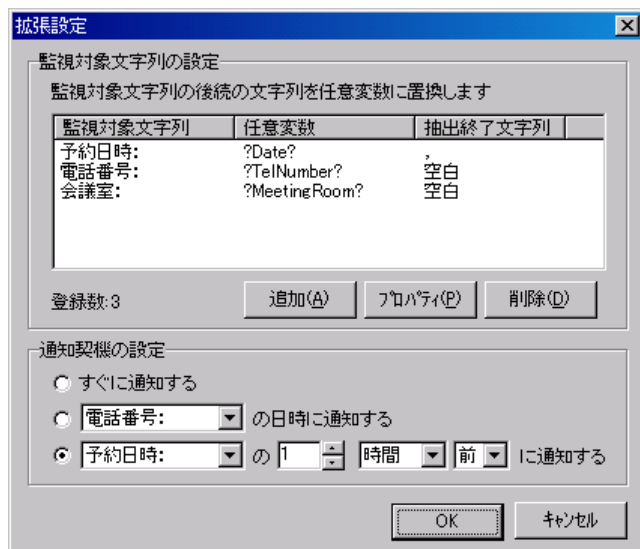 拡張設定
監視対象文字列の設定
監視対象文字列の後続の文字列を任意変数に置換します
監視対象文字列 任意変数 抽出終了文字列
予約日時: ?Date? ,
電話番号: ?TelNumber? 空白
会議室: ?MeetingRoom? 空白
登録数:3 追加(A) プロパティ(P) 削除(D)
通知契機の設定
すぐに通知する
電話番号: の日時に通知する
予約日時: の 1 時間 前 に通知する
OK キャンセル